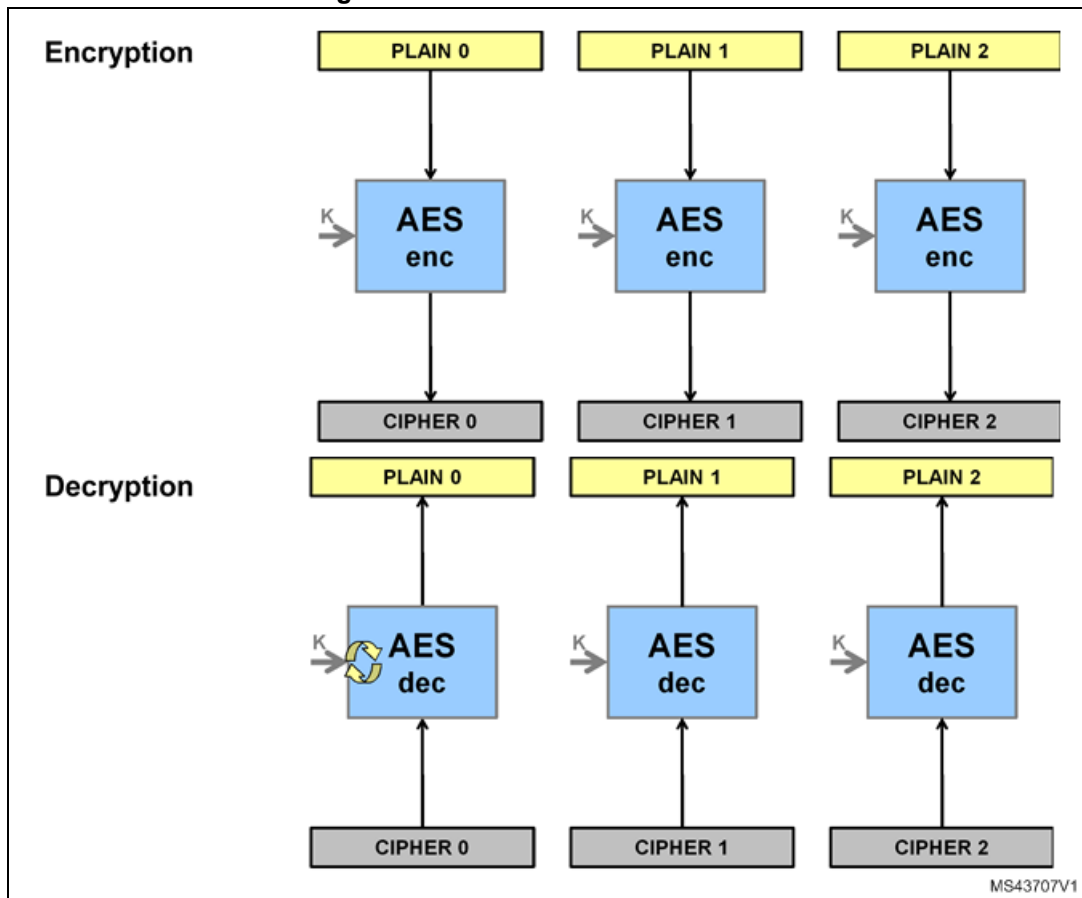 Encryption
PLAIN 0 PLAIN 1 PLAIN 2
K AES K AES K AES
enc enc enc
CIPHER 0 CIPHER 1 CIPHER 2
Decryption
PLAIN 0 PLAIN 1 PLAIN 2
K AES K AES K AES
dec dec dec
CIPHER 0 CIPHER 1 CIPHER 2
MS43707V1